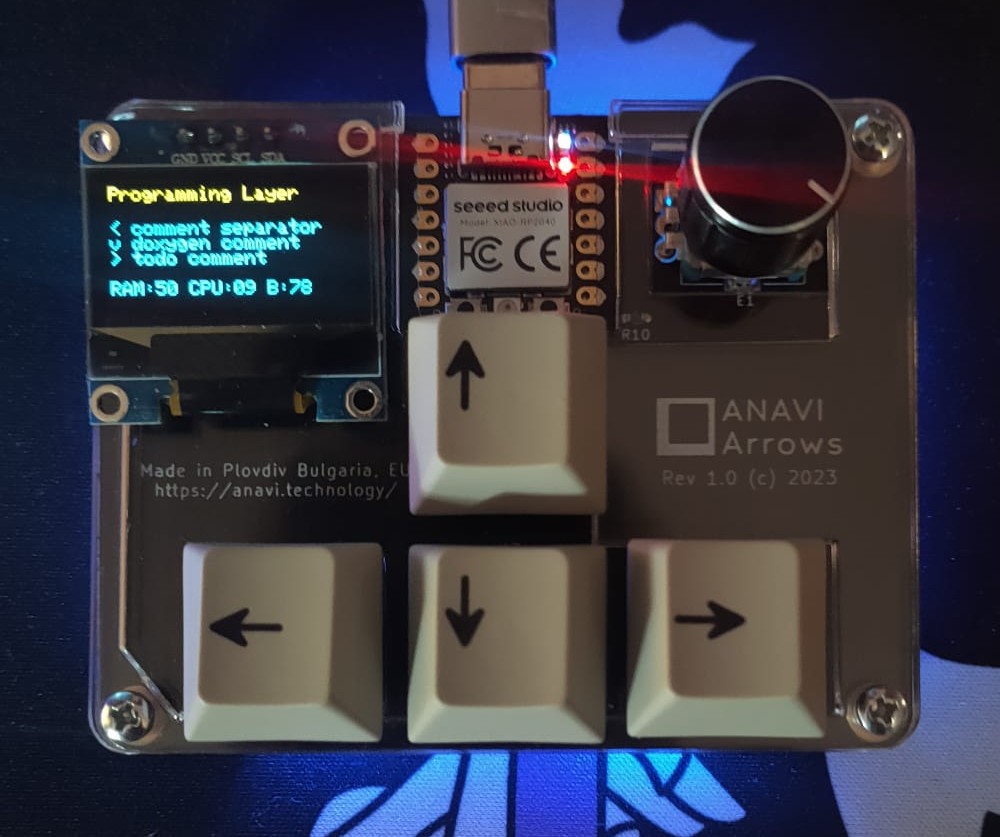 GND VCC SCL SDA
Programming Layer
< comment separator
v doxygen comment
> todo comment
RAM:50 CPU:09 B:78
seeed studio
Model: XIAO-RP2040
FC CE
E1
R10
ANAVI
Arrows
Rev 1.0 (c) 2023
Made in Plovdiv Bulgaria, EU
https://anavi.technology/